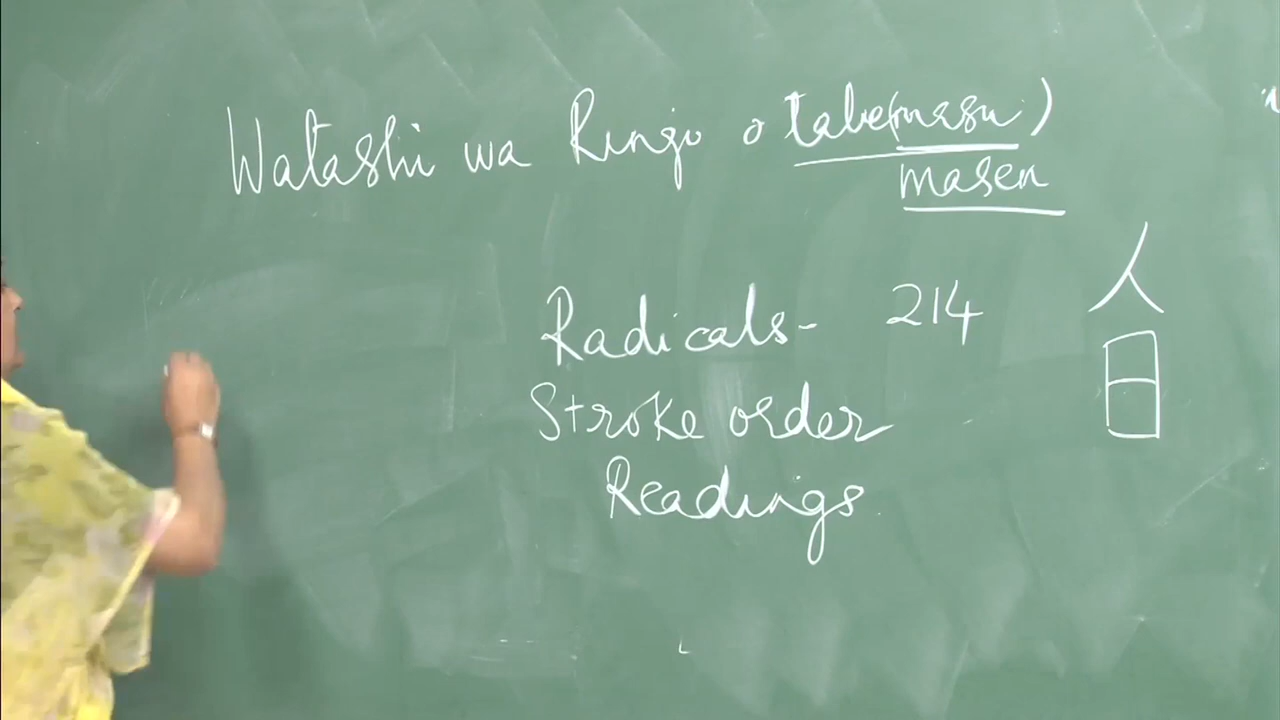 Watashi wa Ringo o tabe(masu)
masen
Radicals- 214
人
日
Stroke order
Readings